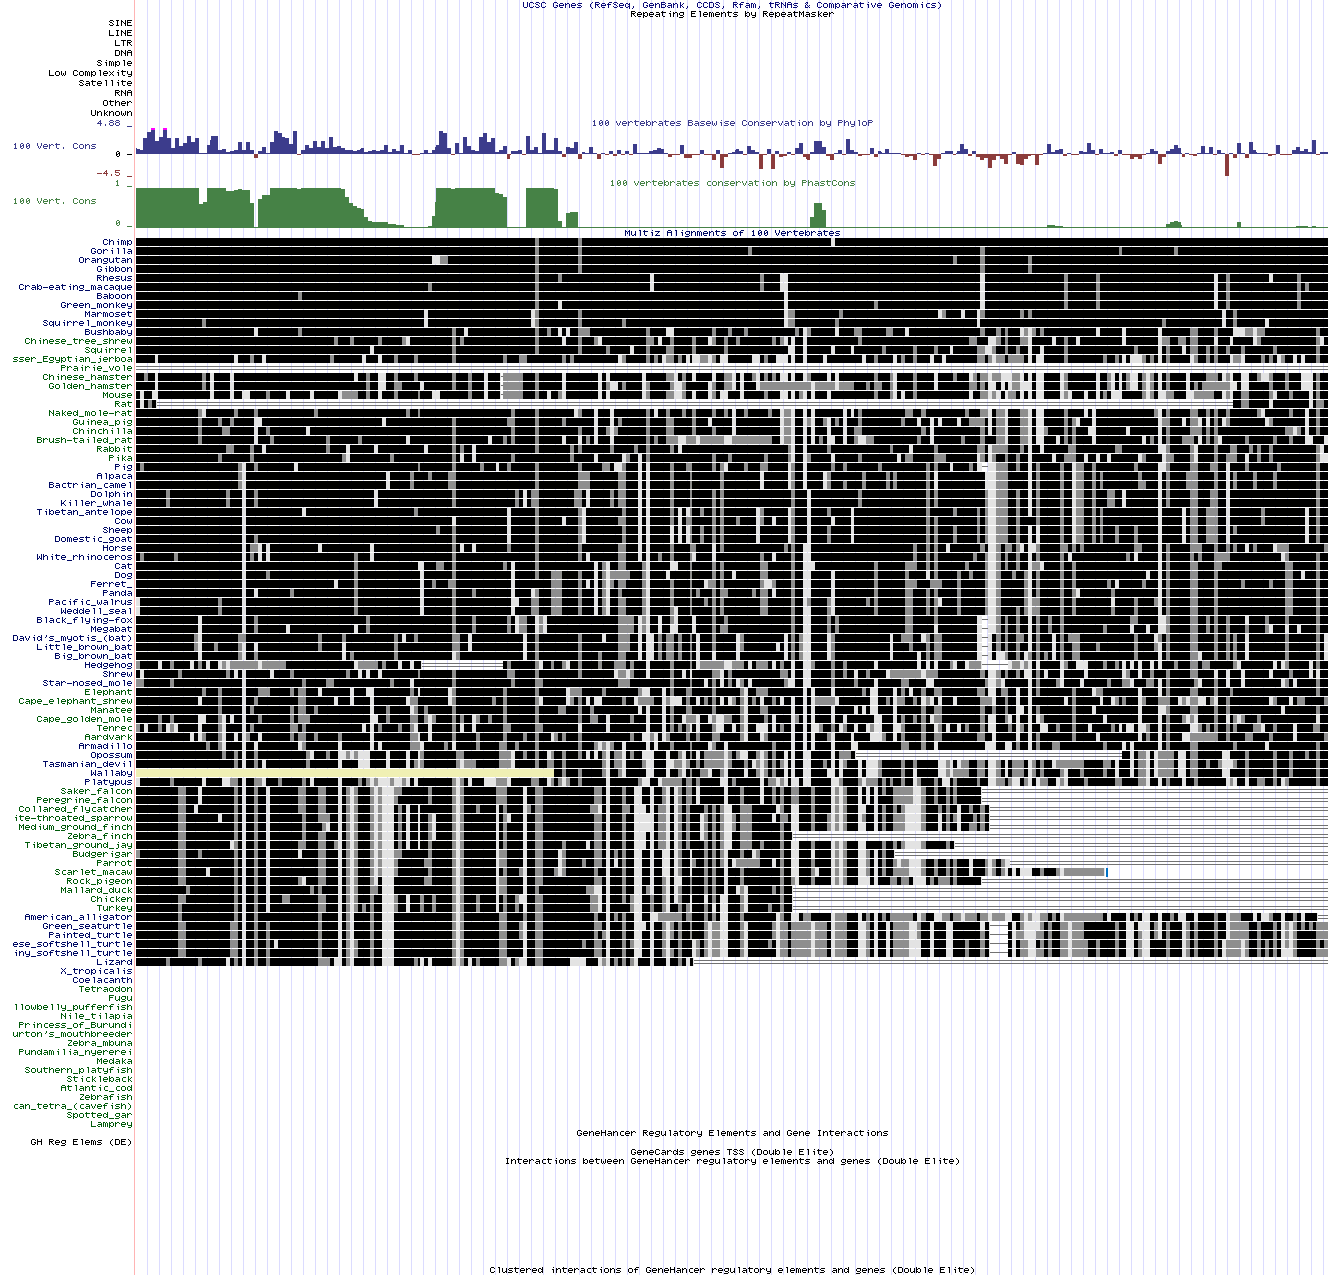 UCSC Genes (RefSeq, GenBank, CCDS, Rfam, tRNAs & Comparative Genomics)
Repeating Elements by RepeatMasker
SINE
LINE
LTR
DNA
Simple
Low Complexity
Satellite
RNA
Other
Unknown
4.88 _
100 vertebrates Basewise Conservation by PhyloP
100 Vert. Cons
0 _
-4.5 _
100 vertebrates conservation by PhastCons
1 _
100 Vert. Cons
0 _
Multiz Alignments of 100 Vertebrates
Chimp
Gorilla
Orangutan
Gibbon
Rhesus
Crab-eating_macaque
Baboon
Green_monkey
Marmoset
Squirrel_monkey
Bushbaby
Chinese_tree_shrew
Squirrel
sser_Egyptian_jerboa
Prairie_vole
Chinese_hamster
Golden_hamster
Mouse
Rat
Naked_mole-rat
Guinea_pig
Chinchilla
Brush-tailed_rat
Rabbit
Pika
Pig
Alpaca
Bactrian_camel
Dolphin
Killer_whale
Tibetan_antelope
Cow
Sheep
Domestic_goat
Horse
White_rhinoceros
Cat
Dog
Ferret_
Panda
Pacific_walrus
Weddell_seal
Black_flying-fox
Megabat
David's_myotis_(bat)
Little_brown_bat
Big_brown_bat
Hedgehog
Shrew
Star-nosed_mole
Elephant
Cape_elephant_shrew
Manatee
Cape_golden_mole
Tenrec
Aardvark
Armadillo
Opossum
Tasmanian_devil
Wallaby
Platypus
Saker_falcon
Peregrine_falcon
Collared_flycatcher
ite-throated_sparrow
Medium_ground_finch
Zebra_finch
Tibetan_ground_jay
Budgerigar
Parrot
Scarlet_macaw
Rock_pigeon
Mallard_duck
Chicken
Turkey
American_alligator
Green_seaturtle
Painted_turtle
ese_softshell_turtle
iny_softshell_turtle
Lizard
X_tropicalis
Coelacanth
Tetraodon
Fugu
llowbelly_pufferfish
Nile_tilapia
Princess_of_Burundi
urton's_mouthbreeder
Zebra_mbuna
Pundamilia_nyererei
Medaka
Southern_platyfish
Stickleback
Atlantic_cod
Zebrafish
can_tetra_(cavefish)
Spotted_gar
Lamprey
GeneHancer Regulatory Elements and Gene Interactions
GH Reg Elems (DE)
GeneCards genes TSS (Double Elite)
Interactions between GeneHancer regulatory elements and genes (Double Elite)
Clustered interactions of GeneHancer regulatory elements and genes (Double Elite)